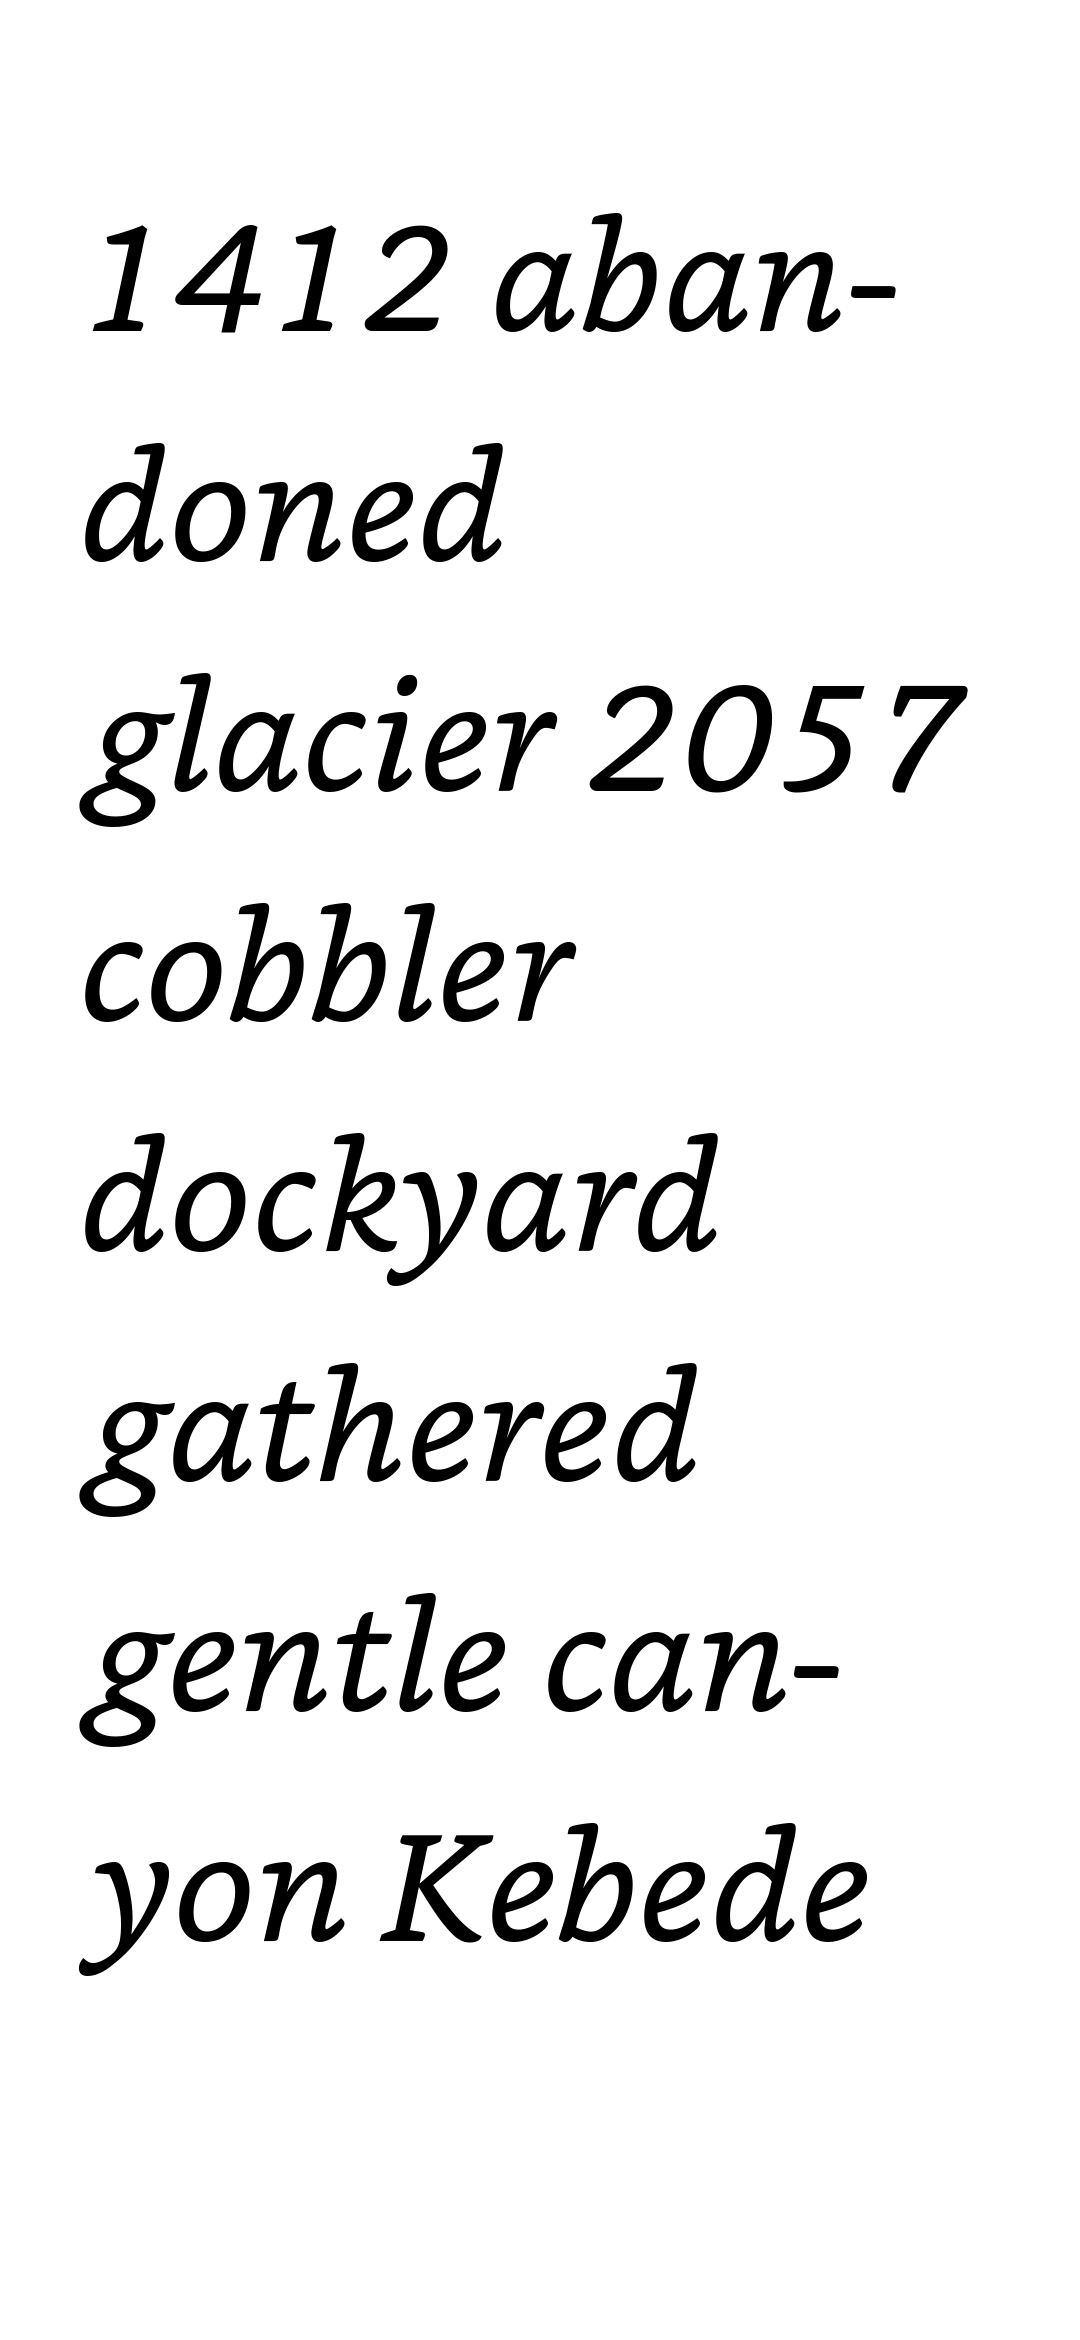 1412 aban-
doned
glacier 2057
cobbler
dockyard
gathered
gentle can-
yon Kebede